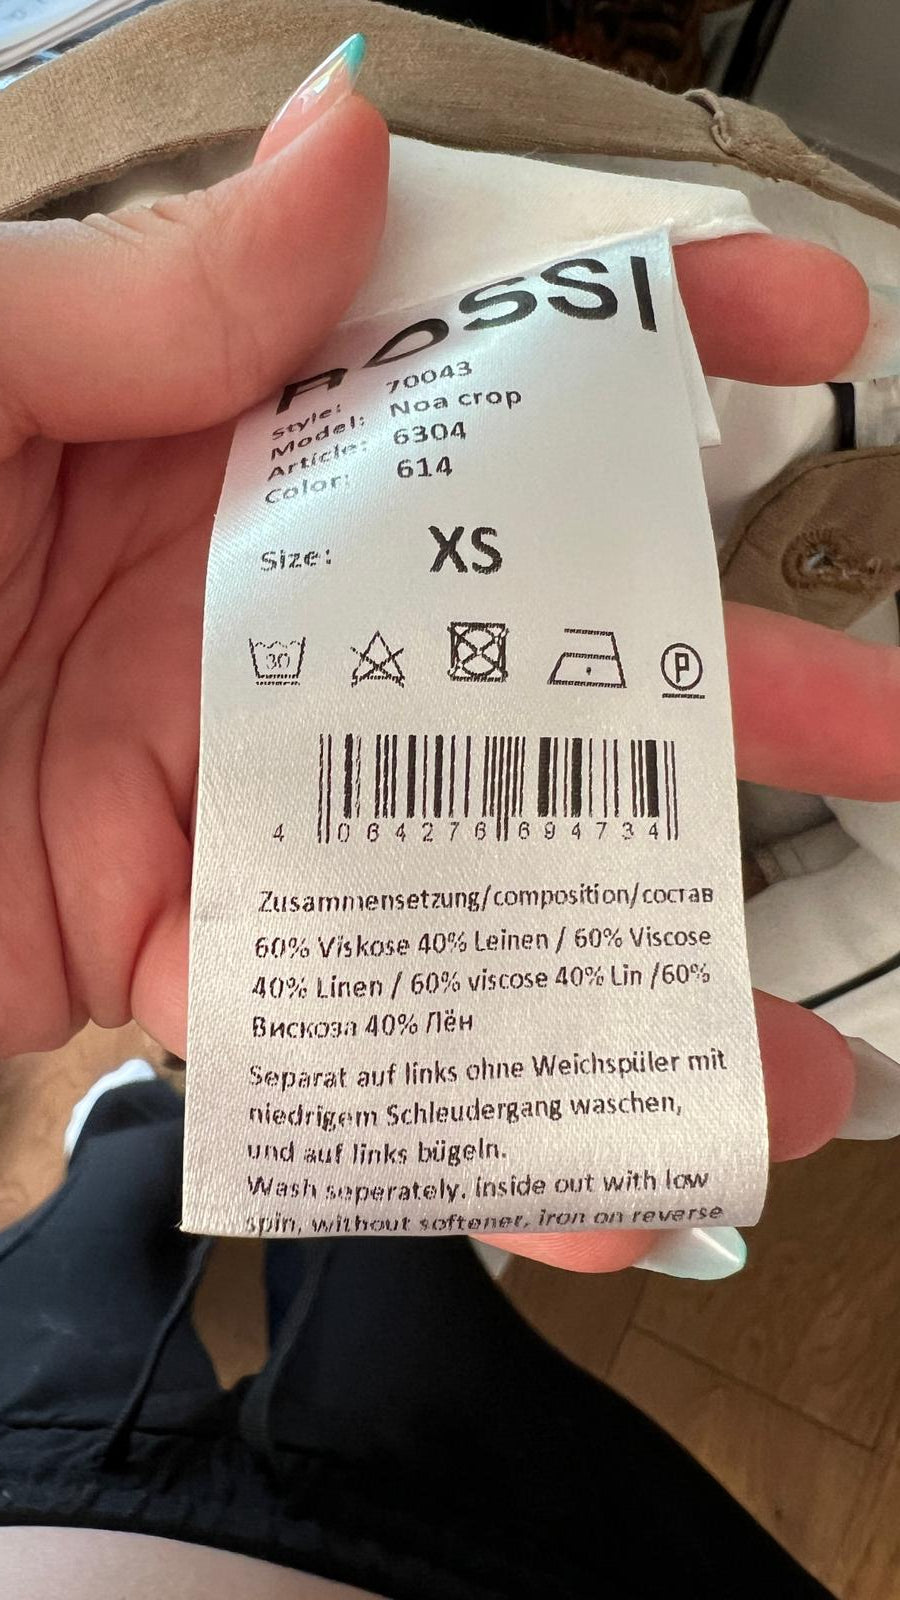 ROSSI
Style: 70043
Model: Noa crop
Article: 6304
Color: 614
Size: XS
30
P
4 064276 694734
Zusammensetzung/composition/состав
60% Viskose 40% Leinen / 60% Viscose
40% Linen / 60% viscose 40% Lin /60%
Вискоза 40% Лён
Separat auf links ohne Weichspüler mit
niedrigem Schleudergang waschen,
und auf links bügeln.
Wash seperately, inside out with low
spin, without softener, iron on reverse